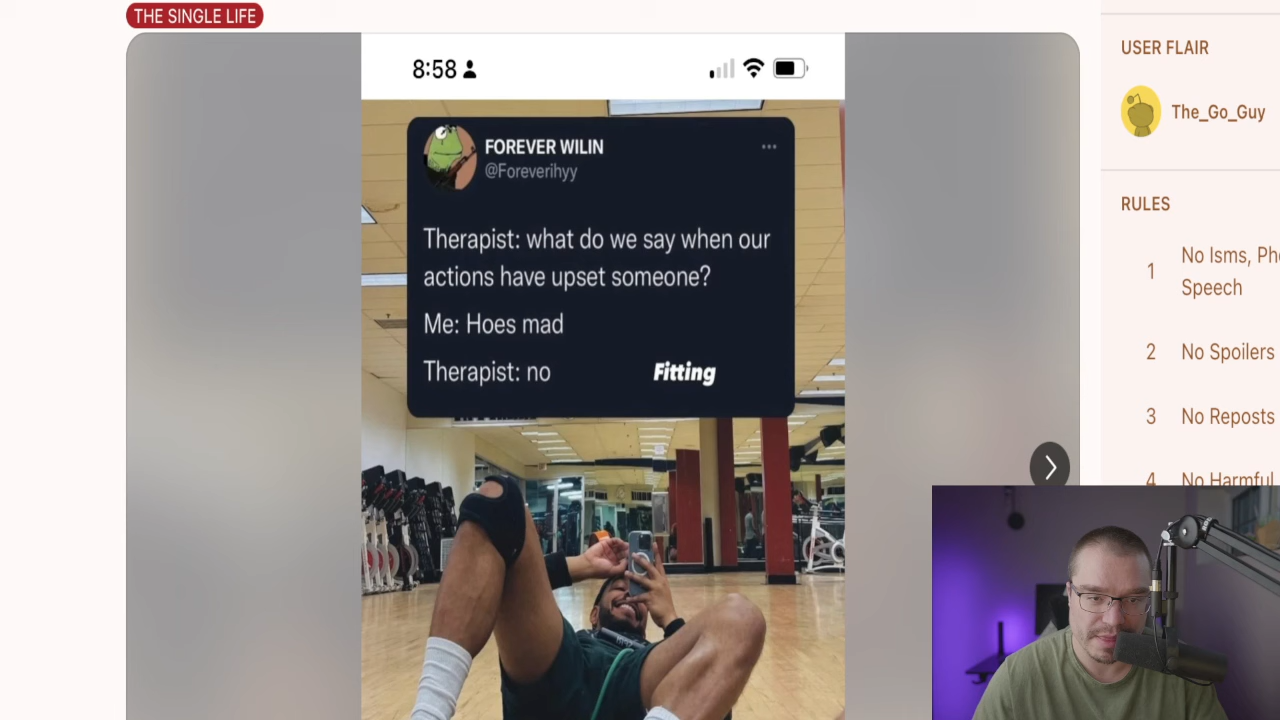 THE SINGLE LIFE
8:58
FOREVER WILIN
@Foreverihyy
Therapist: what do we say when our
actions have upset someone?
Me: Hoes mad
Therapist: no
Fitting
USER FLAIR
The_Go_Guy
RULES
1
No Isms,
Speech
2
No Spoilers
3
No Reposts
4
No Harmful